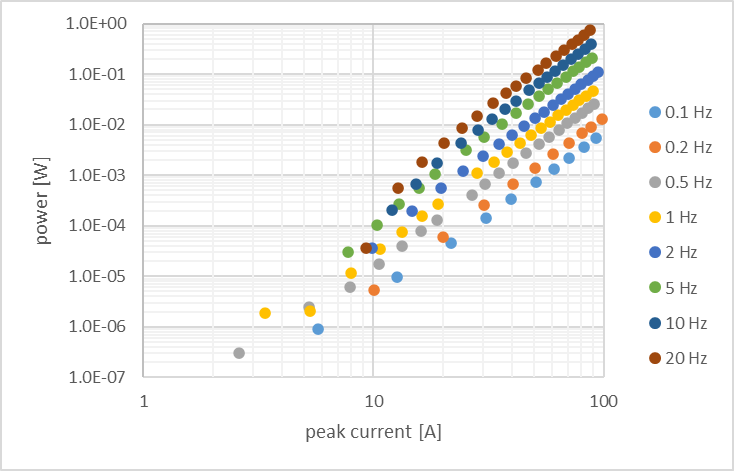 1.0E+00
1.0E-01
1.0E-02
1.0E-03
1.0E-04
1.0E-05
1.0E-06
1.0E-07
power [W]
1 10 100
peak current [A]
0.1 Hz
0.2 Hz
0.5 Hz
1 Hz
2 Hz
5 Hz
10 Hz
20 Hz